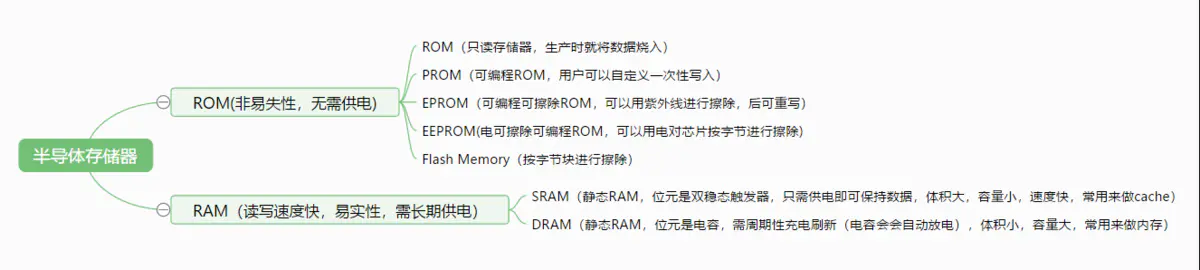 半导体存储器
ROM(非易失性，无需供电)
ROM（只读存储器，生产时就将数据烧入）
PROM（可编程ROM，用户可以自定义一次性写入）
EPROM（可编程可擦除ROM，可以用紫外线进行擦除，后可重写）
EEPROM(电可擦除可编程ROM，可以用电对芯片按字节进行擦除)
Flash Memory（按字节块进行擦除）
RAM（读写速度快，易实性，需长期供电）
SRAM（静态RAM，位元是双稳态触发器，只需供电即可保持数据，体积大，容量小，速度快，常用来做cache）
DRAM（静态RAM，位元是电容，需周期性充电刷新（电容会会自动放电），体积小，容量大，常用来做内存）